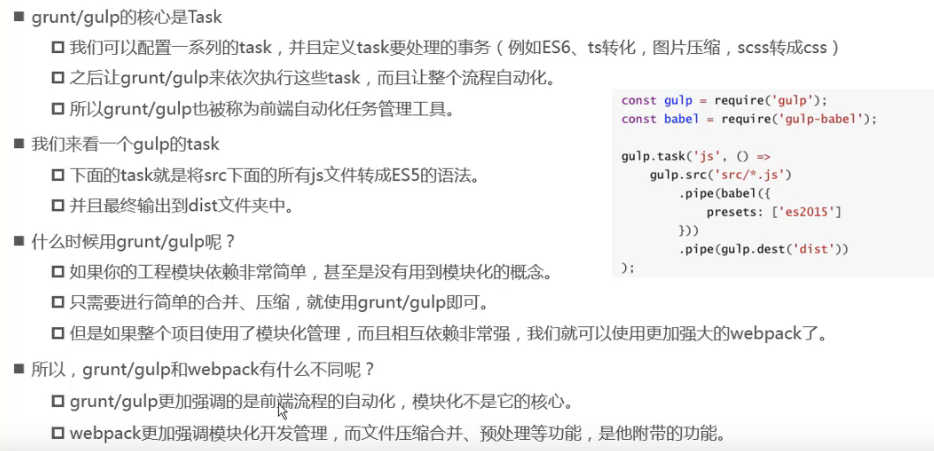 grunt/gulp的核心是Task
我们可以配置一系列的task，并且定义task要处理的事务（例如ES6、ts转化，图片压缩，scss转成css）
之后让grunt/gulp来依次执行这些task，而且让整个流程自动化。
所以grunt/gulp也被称为前端自动化任务管理工具。
我们来看一个gulp的task
下面的task就是将src下面的所有js文件转成ES5的语法。
并且最终输出到dist文件夹中。
什么时候用grunt/gulp呢？
如果你的工程模块依赖非常简单，甚至是没有用到模块化的概念。
只需要进行简单的合并、压缩，就使用grunt/gulp即可。
但是如果整个项目使用了模块化管理，而且相互依赖非常强，我们就可以使用更加强大的webpack了。
所以，grunt/gulp和webpack有什么不同呢？
grunt/gulp更加强调的是前端流程的自动化，模块化不是它的核心。
webpack更加强调模块化开发管理，而文件压缩合并、预处理等功能，是他附带的功能。
const gulp = require('gulp');
const babel = require('gulp-babel');
gulp.task('js', () =>
gulp.src('src/*.js')
.pipe(babel({
presets: ['es2015']
}))
.pipe(gulp.dest('dist'))
);